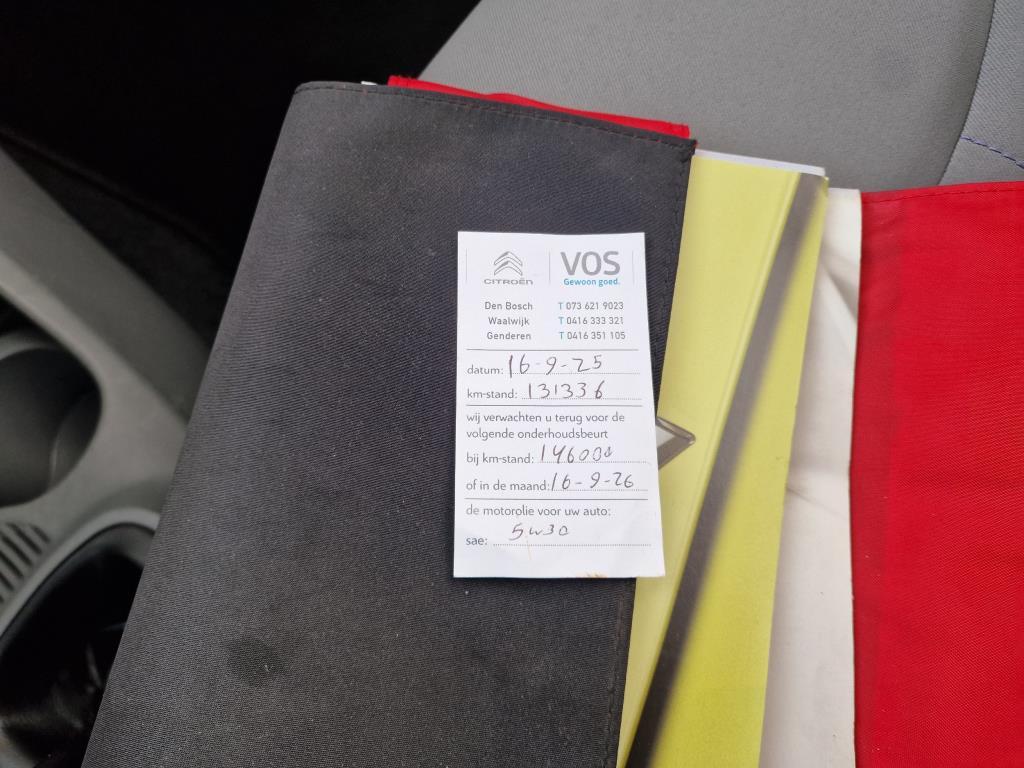 CITROËN
VOS
Gewoon goed.
Den Bosch T 073 621 9023
Waalwijk T 0416 333 321
Genderen T 0416 351 105
datum: 16-9-25
km-stand: 131336
wij verwachten u terug voor de
volgende onderhoudsbeurt
bij km-stand: 146000
of in de maand: 16-9-26
de motorolie voor uw auto:
sae: 5w30